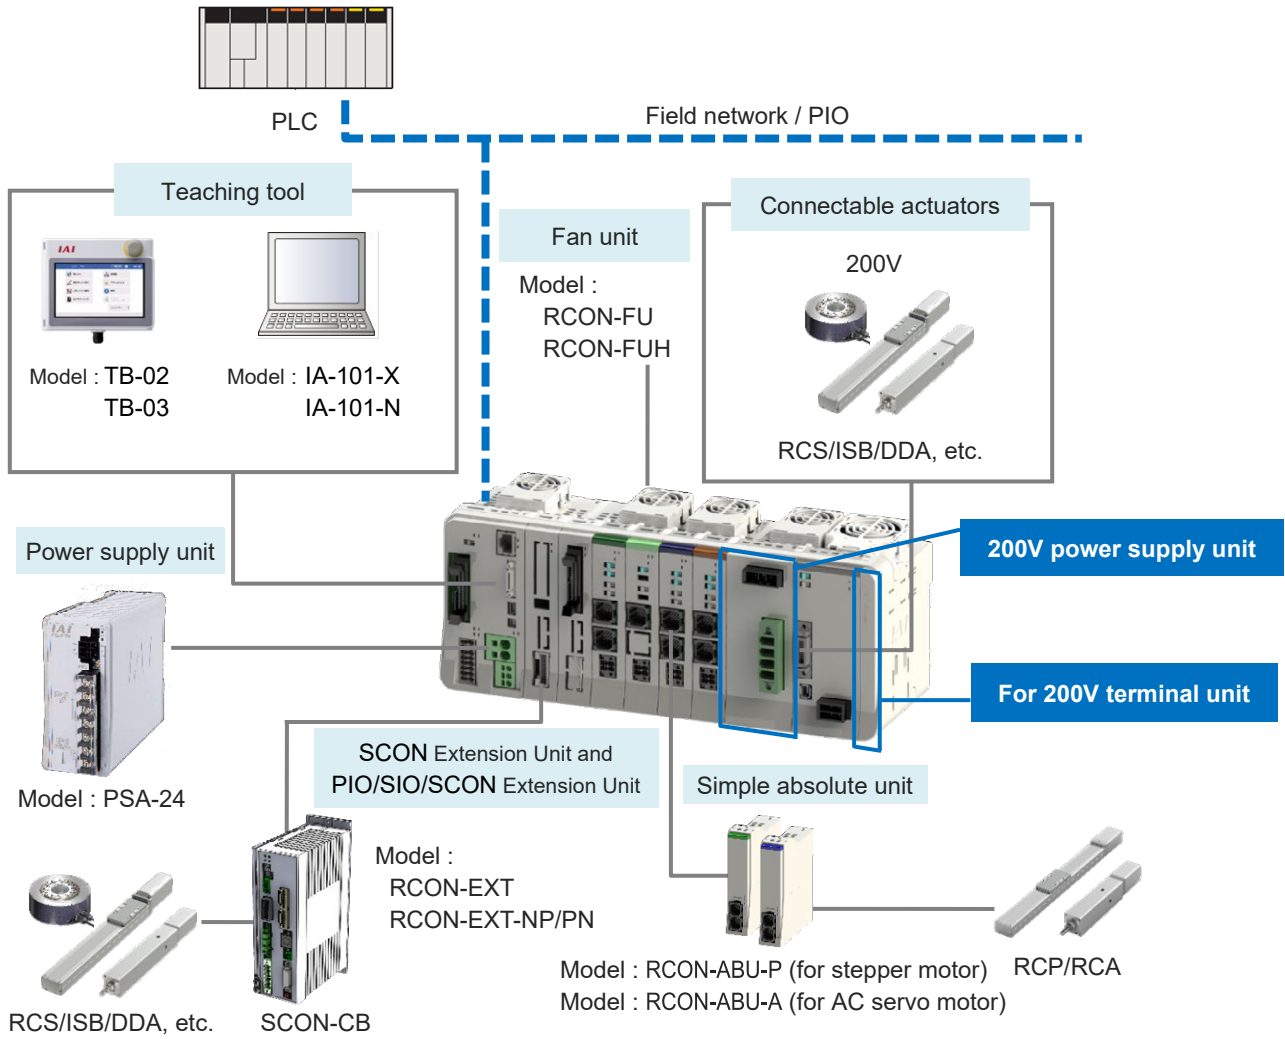 PLC
Field network / PIO
Teaching tool
IAI
Model : TB-02
TB-03
Model : IA-101-X
IA-101-N
Fan unit
Model :
RCON-FU
RCON-FUH
Connectable actuators
200V
RCS/ISB/DDA, etc.
200V power supply unit
For 200V terminal unit
Power supply unit
IAI
Model : PSA-24
SCON Extension Unit and
PIO/SIO/SCON Extension Unit
Model :
RCON-EXT
RCON-EXT-NP/PN
RCS/ISB/DDA, etc.
SCON-CB
Simple absolute unit
Model : RCON-ABU-P (for stepper motor)
Model : RCON-ABU-A (for AC servo motor)
RCP/RCA